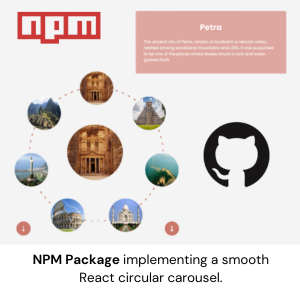 npm
Petra
The ancient city of Petra, Jordan, is located in a remote valley,
nestled among sandstone mountains and cliffs. It was purported
to be one of the places where Moses struck a rock and water
gushed forth.
NPM Package implementing a smooth
React circular carousel.